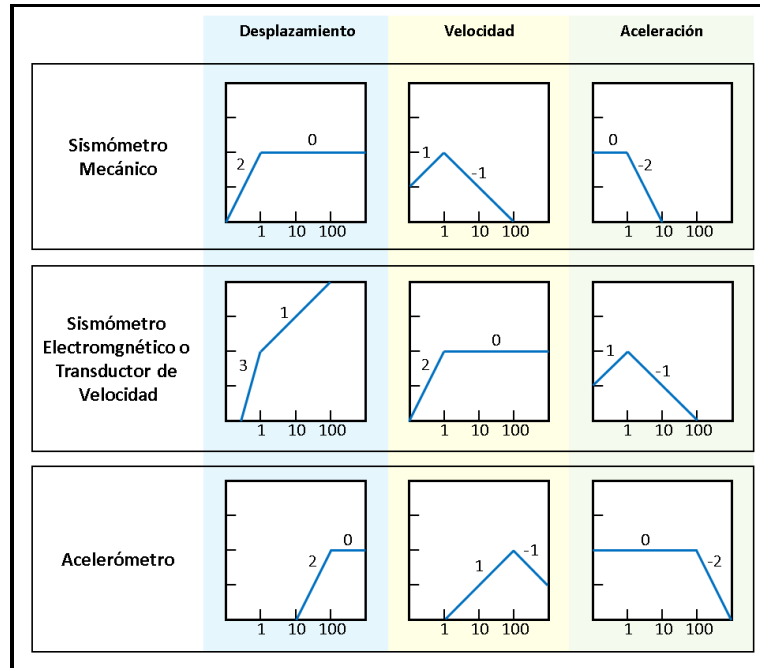 Desplazamiento Velocidad Aceleración
Sismómetro
Mecánico
2 0
1 10 100
1 -1
1 10 100
0 -2
1 10 100
Sismómetro
Electromgnético o
Transductor de
Velocidad
3 1
1 10 100
2 0
1 10 100
1 -1
1 10 100
Acelerómetro
2 0
1 10 100
1 -1
1 10 100
0 -2
1 10 100